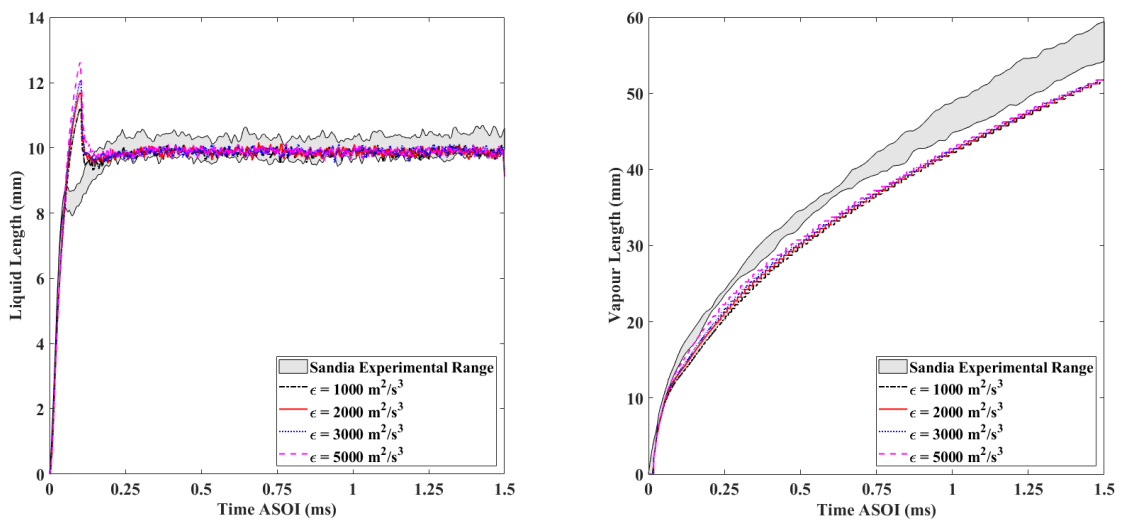 14
12
10
8
6
4
2
0
Liquid Length (mm)
0 0.25 0.5 0.75 1 1.25 1.5
Time ASOI (ms)
Sandia Experimental Range
ϵ = 1000 m²/s³
ϵ = 2000 m²/s³
ϵ = 3000 m²/s³
ϵ = 5000 m²/s³
60
50
40
30
20
10
0
Vapour Length (mm)
0 0.25 0.5 0.75 1 1.25 1.5
Time ASOI (ms)
Sandia Experimental Range
ϵ = 1000 m²/s³
ϵ = 2000 m²/s³
ϵ = 3000 m²/s³
ϵ = 5000 m²/s³